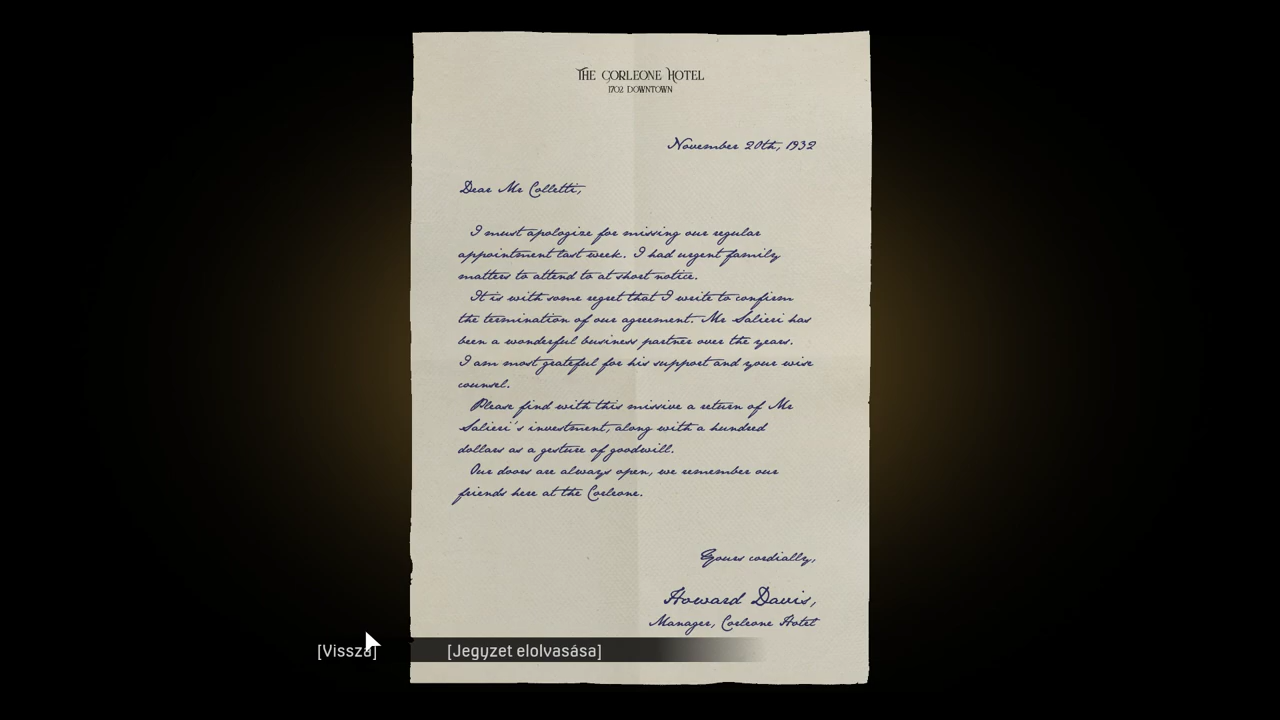 THE CORLEONE HOTEL
1702 DOWNTOWN
November 20th, 1932
Dear Mr Colletti,
I must apologize for missing our regular
appointment last week. I had urgent family
matters to attend to at short notice.
It is with some regret that I write to confirm
the termination of our agreement. Mr Salieri has
been a wonderful business partner over the years.
I am most grateful for his support and your wise
counsel.
Please find with this missive a return of Mr
Salieri's investment, along with a hundred
dollars as a gesture of goodwill.
Our doors are always open, we remember our
friends here at the Corleone.
Yours cordially,
Howard Davis,
Manager, Corleone Hotel
[Vissza] [Jegyzet elolvasása]